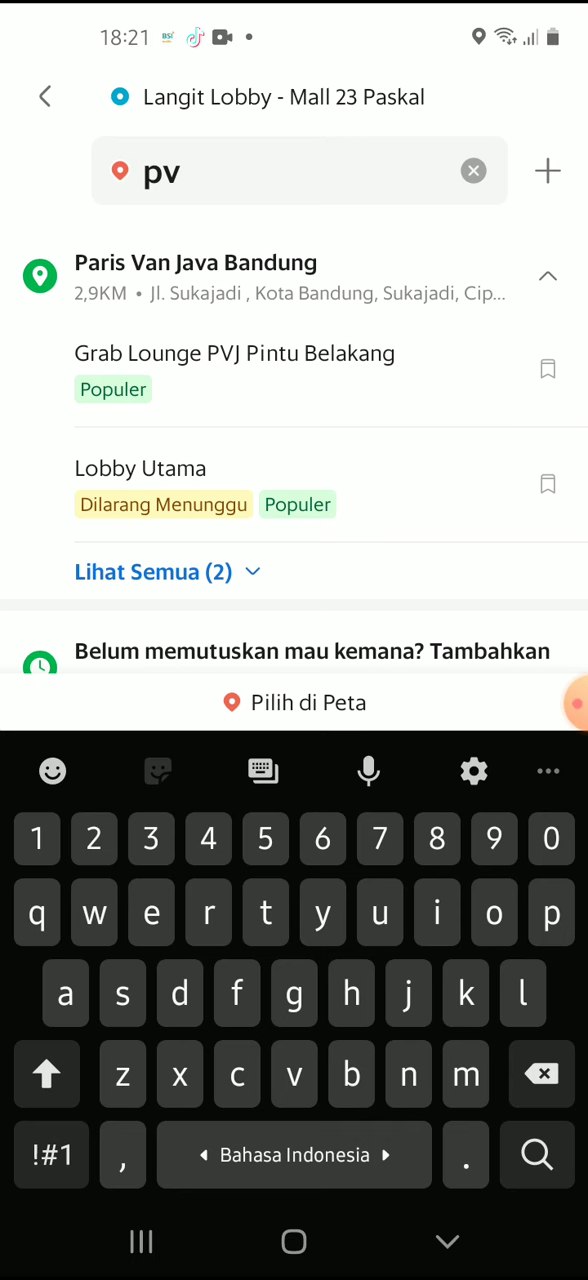 18:21
Langit Lobby - Mall 23 Paskal
pv
Paris Van Java Bandung
2,9KM • Jl. Sukajadi , Kota Bandung, Sukajadi, Cip...
Grab Lounge PVJ Pintu Belakang
Populer
Lobby Utama
Dilarang Menunggu Populer
Lihat Semua (2)
Belum memutuskan mau kemana? Tambahkan
Pilih di Peta
1 2 3 4 5 6 7 8 9 0
q w e r t y u i o p
a s d f g h j k l
z x c v b n m
!#1 , Bahasa Indonesia .